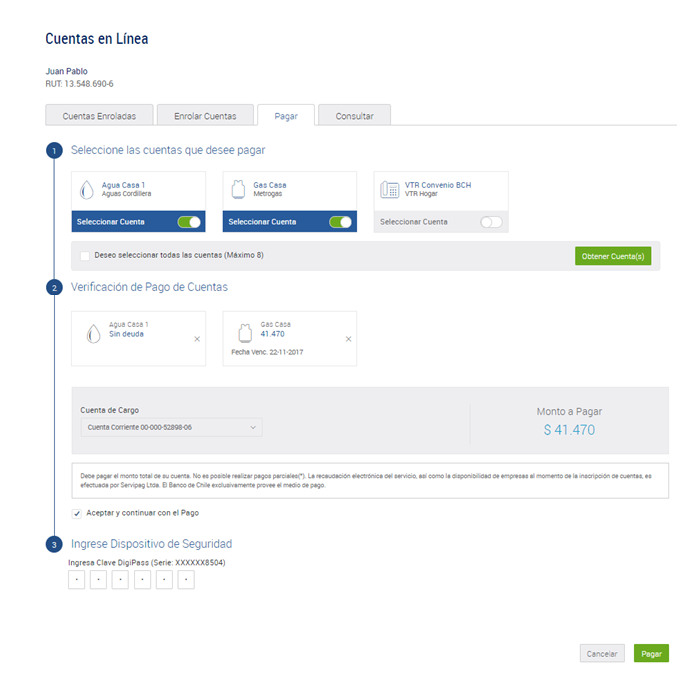 Cuentas en Línea
Juan Pablo
RUT: 13.548.690-6
Cuentas Enroladas
Enrolar Cuentas
Pagar
Consultar
1
Seleccione las cuentas que desee pagar
Agua Casa 1
Aguas Cordillera
Seleccionar Cuenta
Gas Casa
Metrogas
Seleccionar Cuenta
VTR Convenio BCH
VTR Hogar
Seleccionar Cuenta
Deseo seleccionar todas las cuentas (Máximo 8)
Obtener Cuenta(s)
2
Verificación de Pago de Cuentas
Agua Casa 1
Sin deuda
Gas Casa
41.470
Fecha Venc. 22-11-2017
Cuenta de Cargo
Cuenta Corriente 00-000-52898-06
Monto a Pagar
$ 41.470
Debe pagar el monto total de su cuenta. No es posible realizar pagos parciales(*). La recaudación electrónica del servicio, así como la disponibilidad de empresas al momento de la inscripción de cuentas, es
efectuada por Servipag Ltda. El Banco de Chile exclusivamente provee el medio de pago.
Aceptar y continuar con el Pago
3
Ingrese Dispositivo de Seguridad
Ingresa Clave DigiPass (Serie: XXXXXX8504)
Cancelar
Pagar